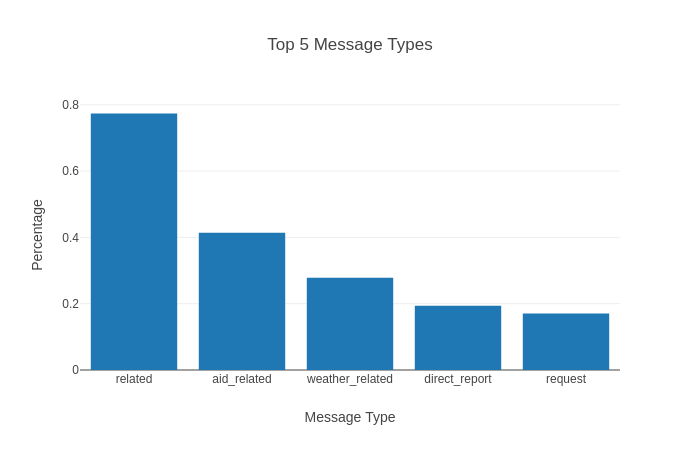 Top 5 Message Types
Percentage
0.8
0.6
0.4
0.2
0
related aid_related weather_related direct_report request
Message Type